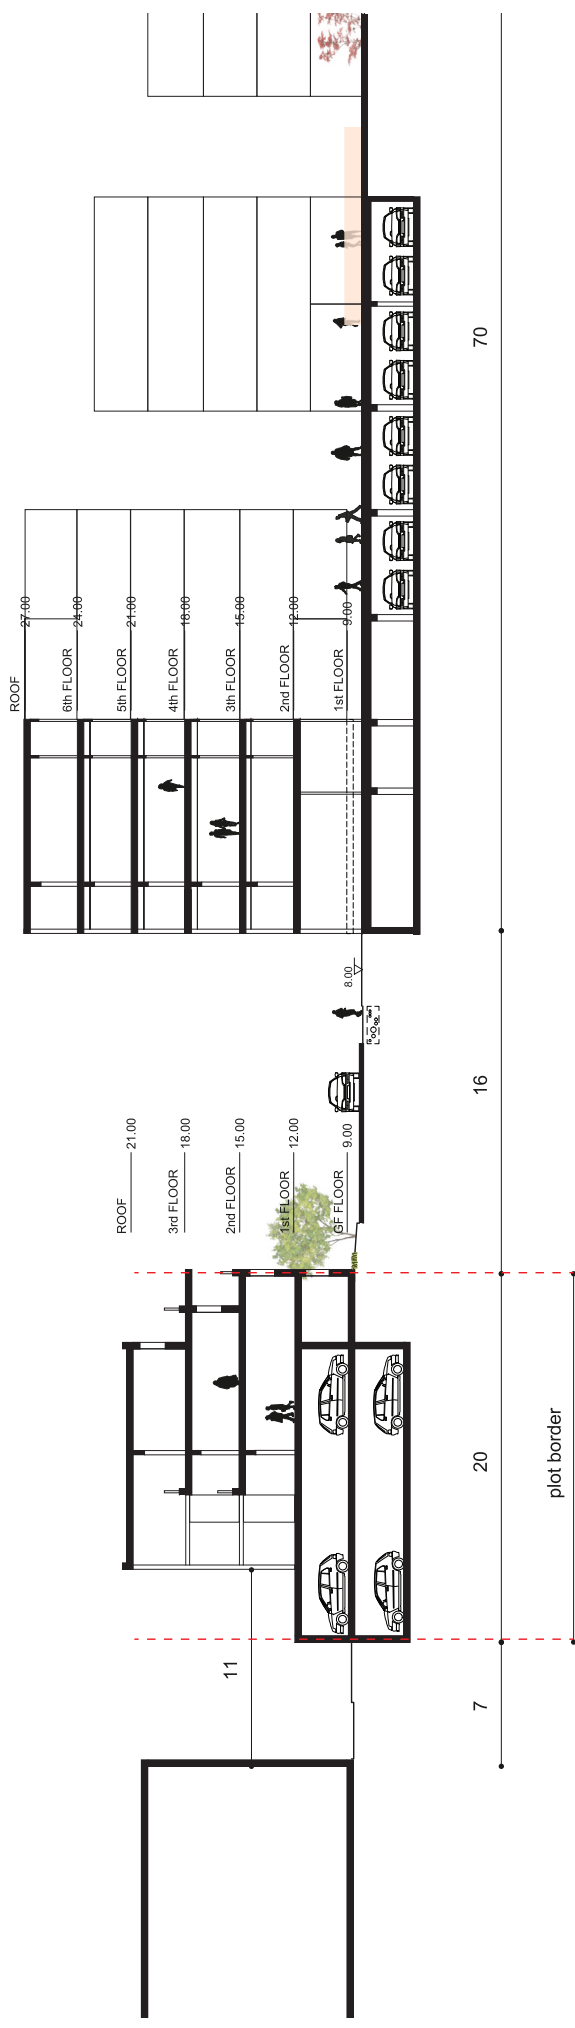 ROOF 27.00
6th FLOOR 24.00
5th FLOOR 21.00
4th FLOOR 18.00
3th FLOOR 15.00
2nd FLOOR 12.00
1st FLOOR 9.00
8.00
ROOF 21.00
3rd FLOOR 18.00
2nd FLOOR 15.00
1st FLOOR 12.00
GF FLOOR 9.00
11
7
20
16
70
plot border